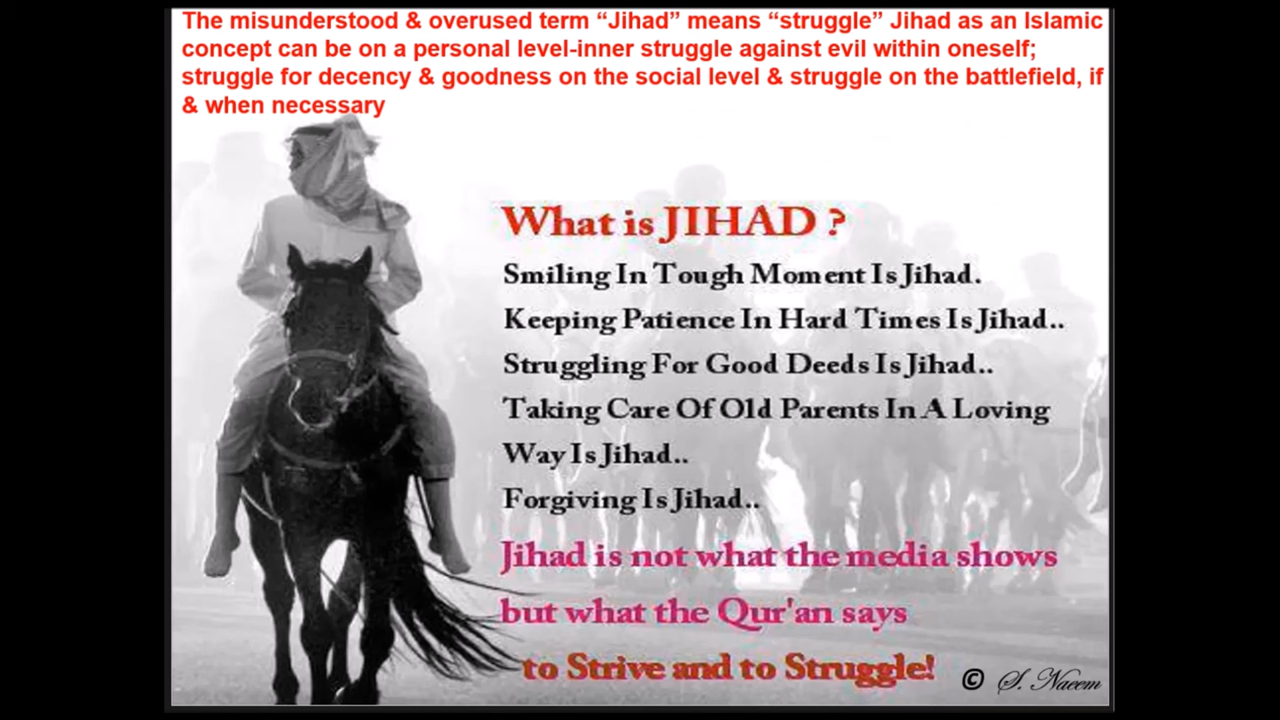 The misunderstood & overused term “Jihad” means “struggle” Jihad as an Islamic
concept can be on a personal level-inner struggle against evil within oneself;
struggle for decency & goodness on the social level & struggle on the battlefield, if
& when necessary
What is JIHAD ?
Smiling In Tough Moment Is Jihad.
Keeping Patience In Hard Times Is Jihad..
Struggling For Good Deeds Is Jihad..
Taking Care Of Old Parents In A Loving
Way Is Jihad..
Forgiving Is Jihad..
Jihad is not what the media shows
but what the Qur'an says
to Strive and to Struggle!
© S. Naeem